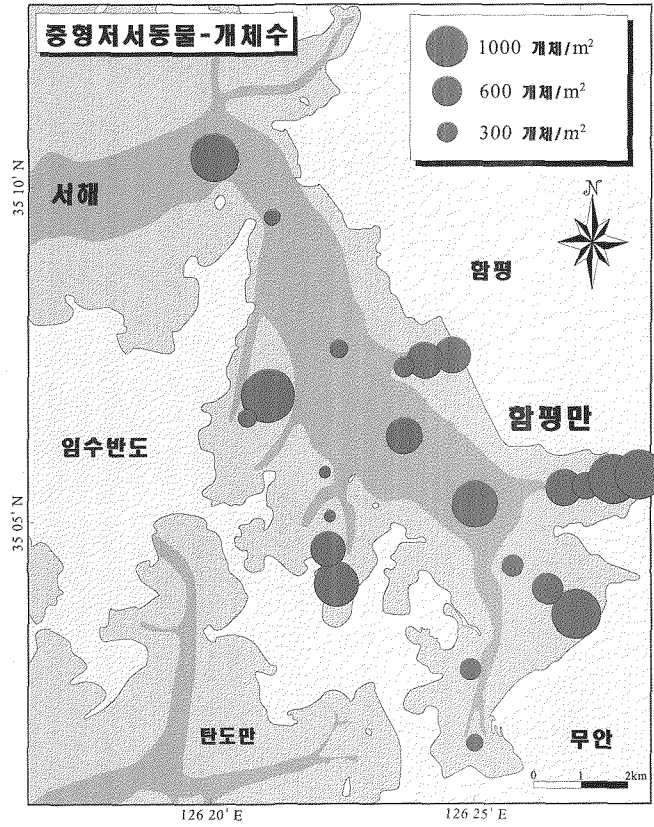 중형저서동물-개체수
1000 개체/m²
600 개체/m²
300 개체/m²
N
35 10' N
서해
함평
함평만
임수반도
35 05' N
탄도만
무안
0 1 2km
126 20' E
126 25' E